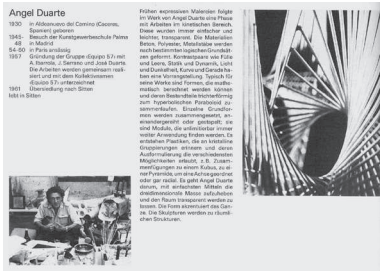 Angel Duarte
1930 in Aldeanueva del Camino (Caceres,
Spanien) geboren
1945- Besuch der Kunstgewerbeschule Palma
48 in Madrid
54-60 in Paris ansässig
1957 Gründung der Gruppe ‹Equipo 57› mit
A. Ibarrola, J. Serrano und José Duarte.
Die Arbeiten werden gemeinsam reali-
siert und mit dem Kollektivnamen
‹Equipo 57› unterzeichnet
1961 Übersiedlung nach Sitten
lebt in Sitten
Frühen expressiven Malereien folgte
im Werk von Angel Duarte eine Phase
mit Arbeiten im kinetischen Bereich.
Diese wurden immer einfacher und
leichter, transparent. Die Materialien
Beton, Polyester, Metallstäbe werden
nach bestimmten logischen Grundsät-
zen geformt. Kontrastpaare wie Fülle
und Leere, Statik und Dynamik, Licht
und Dunkelheit, Kurve und Gerade ha-
ben eine Vorrangstellung. Typisch für
seine Werke sind Formen, die mathe-
matisch berechnet werden können
und deren Bestandteile trichterförmig
zum hyperbolischen Paraboloid zu-
sammenlaufen. Einzelne Grundfor-
men werden zusammengesetzt, an-
einandergereiht oder gestapelt; sie
sind Module, die unlimitierbar immer
weiter Anwendung finden werden. Es
entstehen Plastiken, die an kristalline
Gruppierungen erinnern und deren
Ausformulierung die verschiedensten
Möglichkeiten erlaubt, z.B. Zusam-
menfügungen zu einem Kubus, zu ei-
ner Pyramide, um eine Achse geordnet
oder gar radial. Es geht Angel Duarte
darum, mit einfachsten Mitteln die
dreidimensionale Masse aufzuheben
und den Raum transparent werden zu
lassen. Die Form akzentuiert das Gan-
ze. Die Skulpturen werden zu räumli-
chen Strukturen.